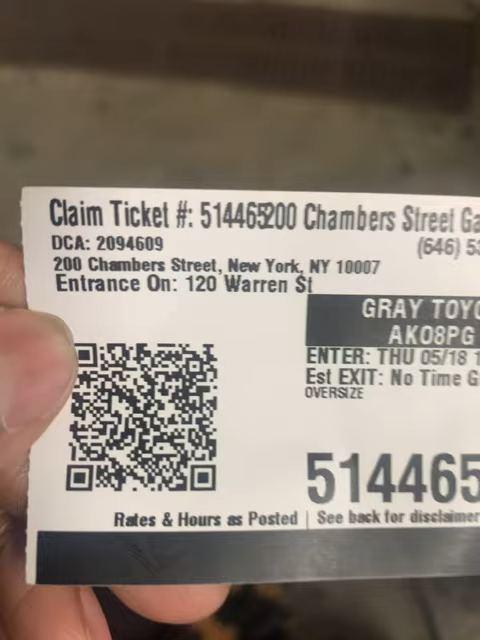 Claim Ticket #: 514465200 Chambers Street Ga
DCA: 2094609
(646) 53
200 Chambers Street, New York, NY 10007
Entrance On: 120 Warren St
GRAY TOYO
AK08PG
ENTER: THU 05/18 1
Est EXIT: No Time G
OVERSIZE
514465
Rates & Hours as Posted | See back for disclaimer